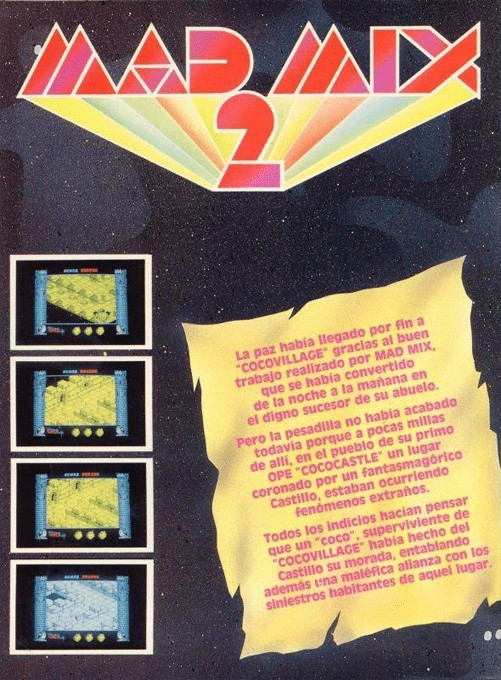 MAD MIX
2
La paz había llegado por fin a
"COCOVILLAGE" gracias al buen
trabajo realizado por MAD MIX,
que se había convertido
de la noche a la mañana en
el digno sucesor de su abuelo.
Pero la pesadilla no había acabado
todavia porque a pocas millas
de allí, en el pueblo de su primo
OPE "COCOCASTLE" un lugar
coronado por un fantasmagórico
Castillo, estaban ocurriendo
fenómenos extraños.
Todos los indicios hacían pensar
que un "coco", superviviente de
"COCOVILLAGE" había hecho del
Castillo su morada, entablando
además una maléfica alianza con los
siniestros habitantes de aquel lugar.